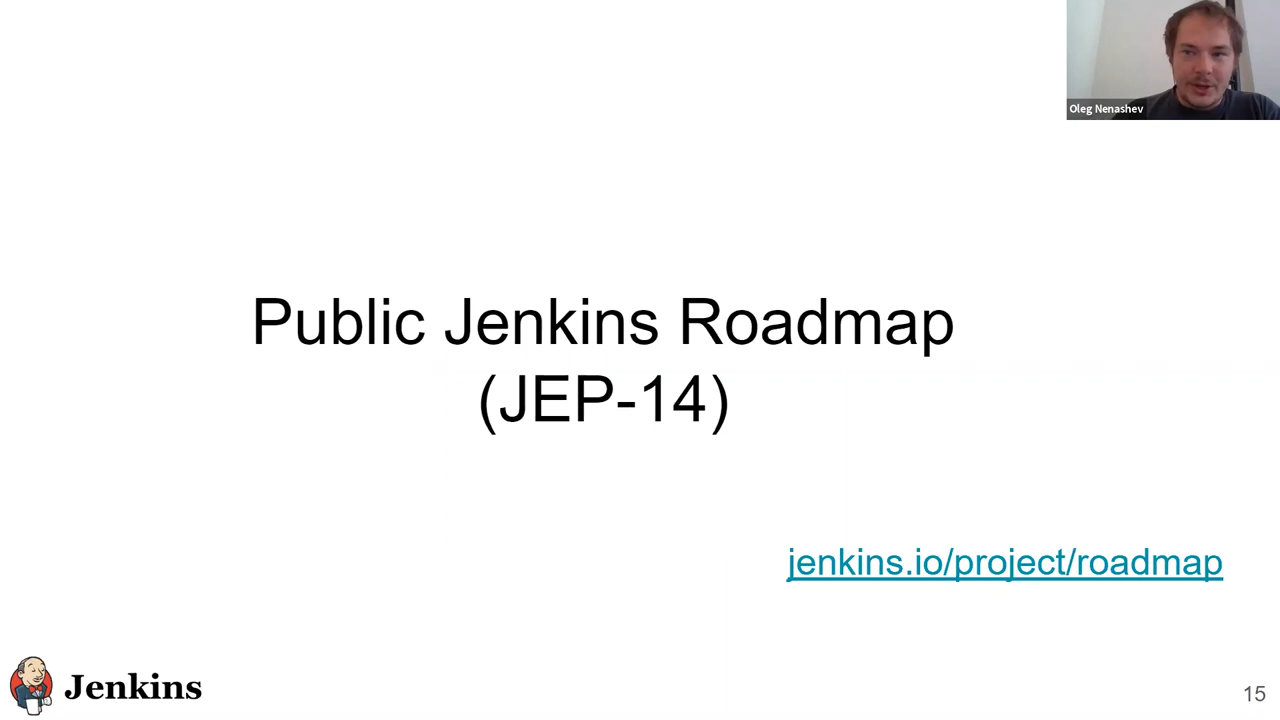 Oleg Nenashev
Public Jenkins Roadmap
(JEP-14)
jenkins.io/project/roadmap
Jenkins
15